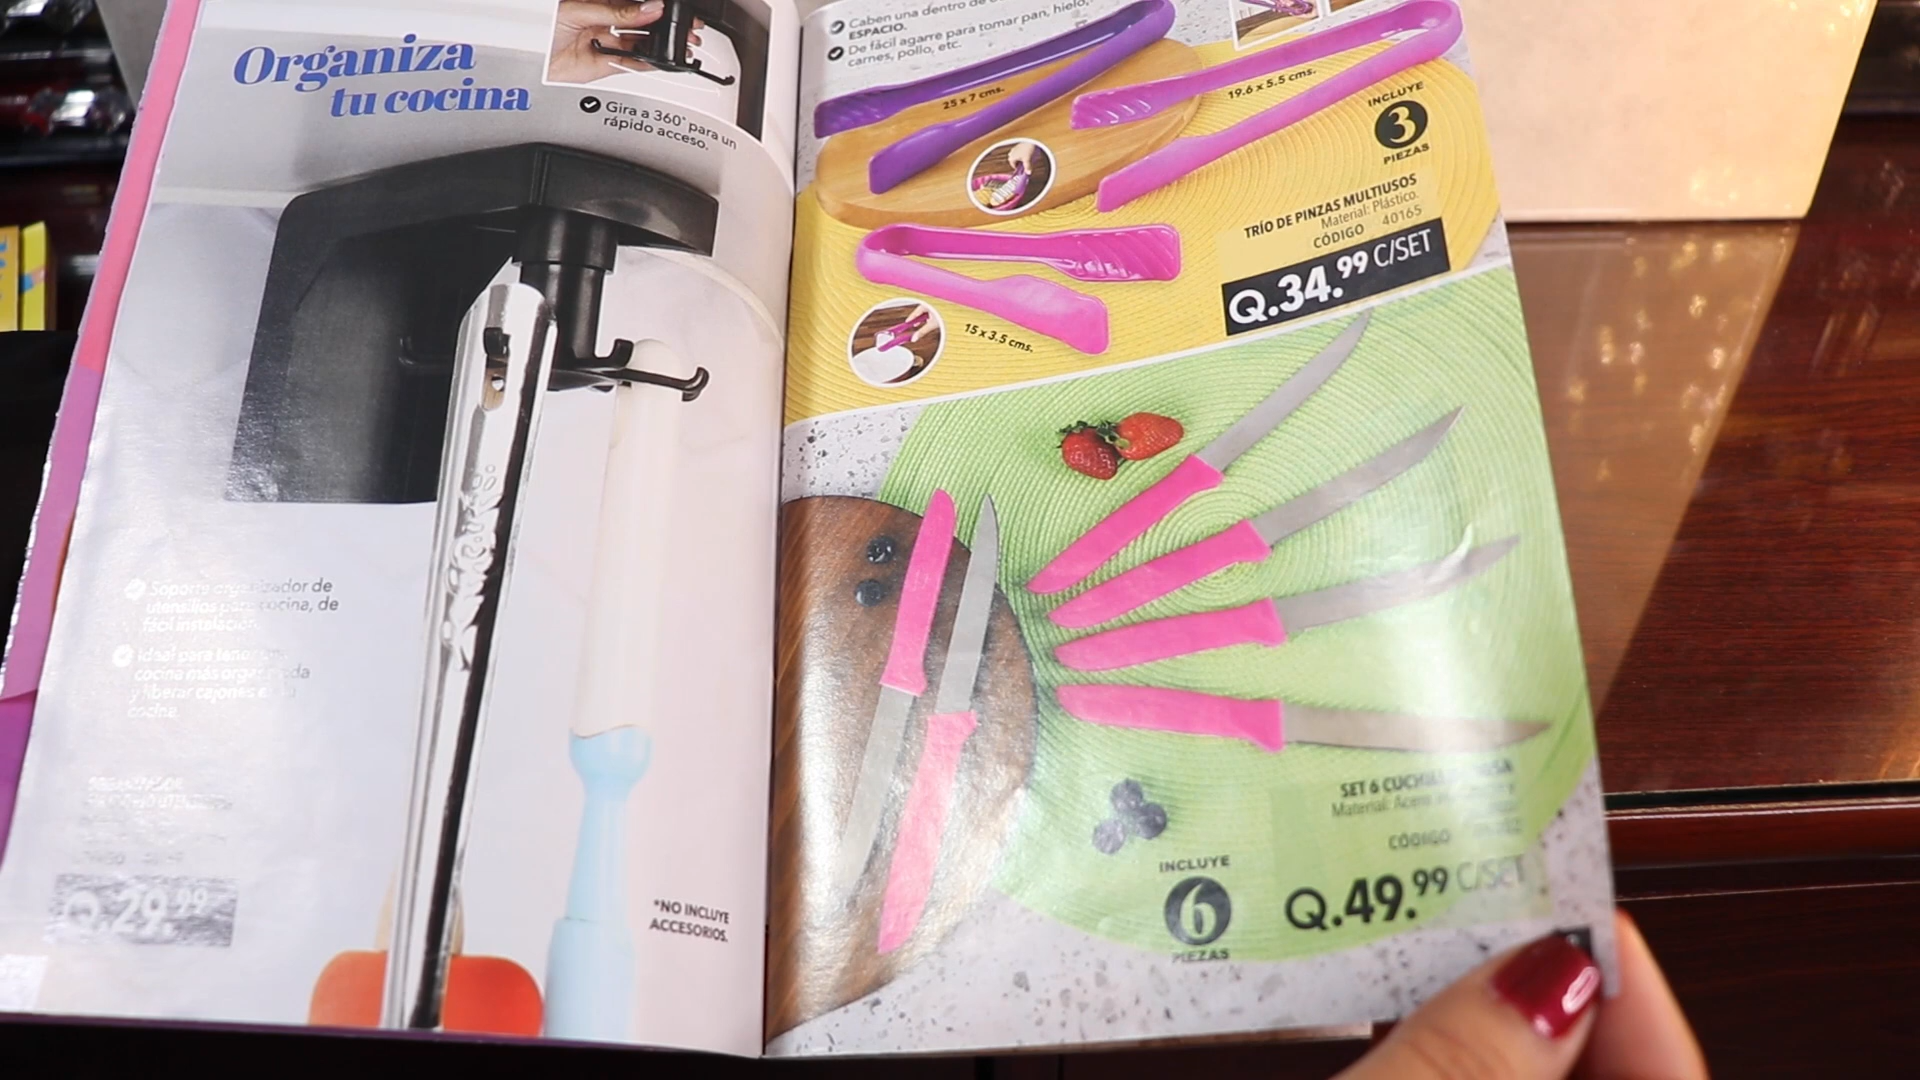 Organiza
tu cocina
Gira a 360° para un
rápido acceso.
Soporte organizador de
utensilios para cocina, de
fácil instalación.
Ideal para tener
cocina más organizada
y liberar cajones
cocina.
Q.29.99
*NO INCLUYE
ACCESORIOS.
Caben una dentro de
ESPACIO.
De fácil agarre para tomar pan, hielo,
carnes, pollo, etc.
25 x 7 cms.
19.6 x 5.5 cms.
15 x 3.5 cms.
INCLUYE
3
PIEZAS
TRÍO DE PINZAS MULTIUSOS
Material: Plástico.
CÓDIGO 40165
Q.34.99 C/SET
SET 6
Material:
CÓDIGO
INCLUYE
6
PIEZAS
Q.49.99 C/SET